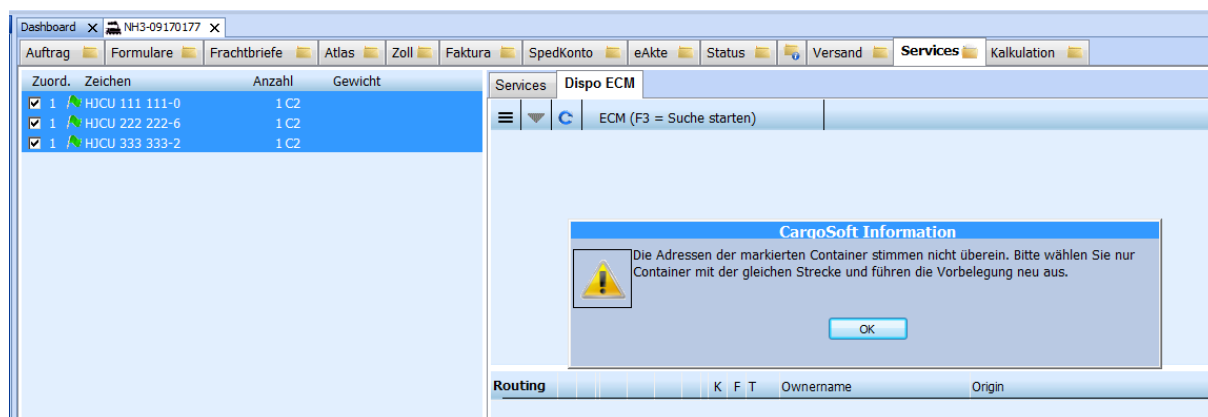 Dashboard X NH3-09170177 X
Auftrag Formulare Frachtbriefe Atlas Zoll Faktura SpedKonto eAkte Status Versand Services Kalkulation
Zuord. Zeichen Anzahl Gewicht
1 HJCU 111 111-0 1 C2
1 HJCU 222 222-6 1 C2
1 HJCU 333 333-2 1 C2
Services Dispo ECM
ECM (F3 = Suche starten)
CargoSoft Information
Die Adressen der markierten Container stimmen nicht überein. Bitte wählen Sie nur
Container mit der gleichen Strecke und führen die Vorbelegung neu aus.
OK
Routing K F T Ownername Origin